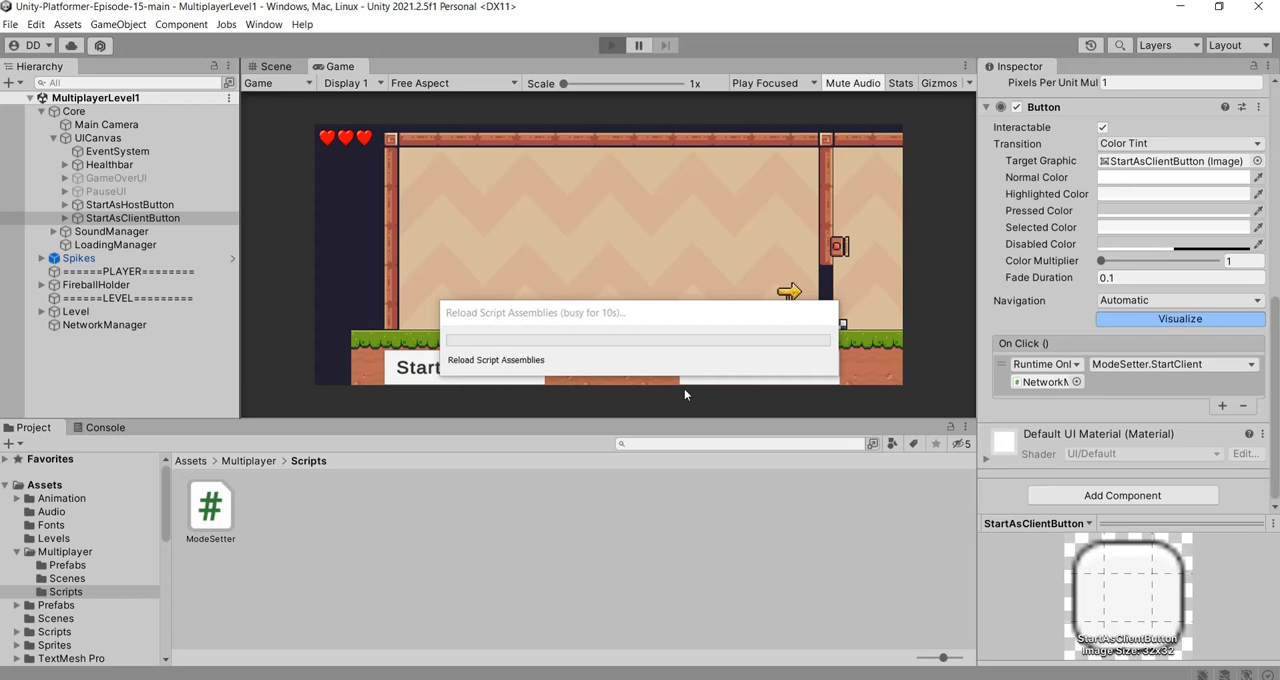 Unity-Platformer-Episode-15-main - MultiplayerLevel1 - Windows, Mac, Linux - Unity 2021.2.5f1 Personal <DX11>
File Edit Assets GameObject Component Jobs Window Help
DD Layers Layout
Hierarchy Scene Game Inspector
All Game Display 1 Free Aspect Scale 1x Play Focused Mute Audio Stats Gizmos Pixels Per Unit Mul 1
MultiplayerLevel1
Core
Main Camera
UICanvas
EventSystem
Healthbar
GameOverUI
PauseUI
StartAsHostButton
StartAsClientButton
SoundManager
LoadingManager
Spikes
======PLAYER========
FireballHolder
======LEVEL=========
Level
NetworkManager
Reload Script Assemblies (busy for 10s)...
Reload Script Assemblies
Start
Button
Interactable
Transition Color Tint
Target Graphic StartAsClientButton (Image)
Normal Color
Highlighted Color
Pressed Color
Selected Color
Disabled Color
Color Multiplier 1
Fade Duration 0.1
Navigation Automatic
Visualize
On Click ()
Runtime Onl ModeSetter.StartClient
NetworkM
Default UI Material (Material)
Shader UI/Default Edit...
Add Component
StartAsClientButton
StartAsClientButton
Image Size: 32x32
Project Console
5
Favorites
Assets
Animation
Audio
Fonts
Levels
Multiplayer
Prefabs
Scenes
Scripts
Prefabs
Scenes
Scripts
Sprites
TextMesh Pro
Assets > Multiplayer > Scripts
#
ModeSetter